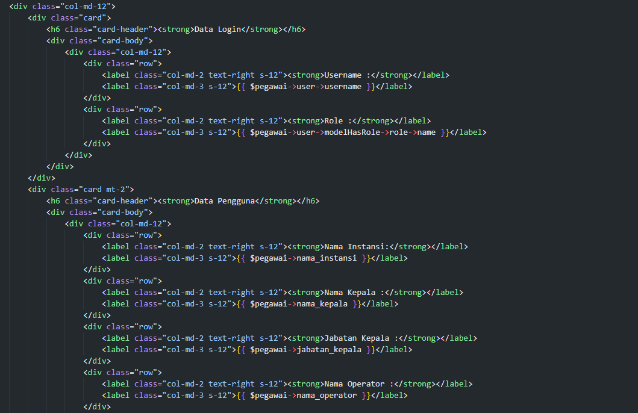 <div class="col-md-12">
    <div class="card">
        <h6 class="card-header"><strong>Data Login</strong></h6>
        <div class="card-body">
            <div class="col-md-12">
                <div class="row">
                    <label class="col-md-2 text-right s-12"><strong>Username :</strong></label>
                    <label class="col-md-3 s-12">{{ $pegawai->user->username }}</label>
                </div>
                <div class="row">
                    <label class="col-md-2 text-right s-12"><strong>Role :</strong></label>
                    <label class="col-md-3 s-12">{{ $pegawai->user->modelHasRole->role->name }}</label>
                </div>
            </div>
        </div>
    </div>
    <div class="card mt-2">
        <h6 class="card-header"><strong>Data Pengguna</strong></h6>
        <div class="card-body">
            <div class="col-md-12">
                <div class="row">
                    <label class="col-md-2 text-right s-12"><strong>Nama Instansi:</strong></label>
                    <label class="col-md-3 s-12">{{ $pegawai->nama_instansi }}</label>
                </div>
                <div class="row">
                    <label class="col-md-2 text-right s-12"><strong>Nama Kepala :</strong></label>
                    <label class="col-md-3 s-12">{{ $pegawai->nama_kepala }}</label>
                </div>
                <div class="row">
                    <label class="col-md-2 text-right s-12"><strong>Jabatan Kepala :</strong></label>
                    <label class="col-md-3 s-12">{{ $pegawai->jabatan_kepala }}</label>
                </div>
                <div class="row">
                    <label class="col-md-2 text-right s-12"><strong>Nama Operator :</strong></label>
                    <label class="col-md-3 s-12">{{ $pegawai->nama_operator }}</label>
                </div>